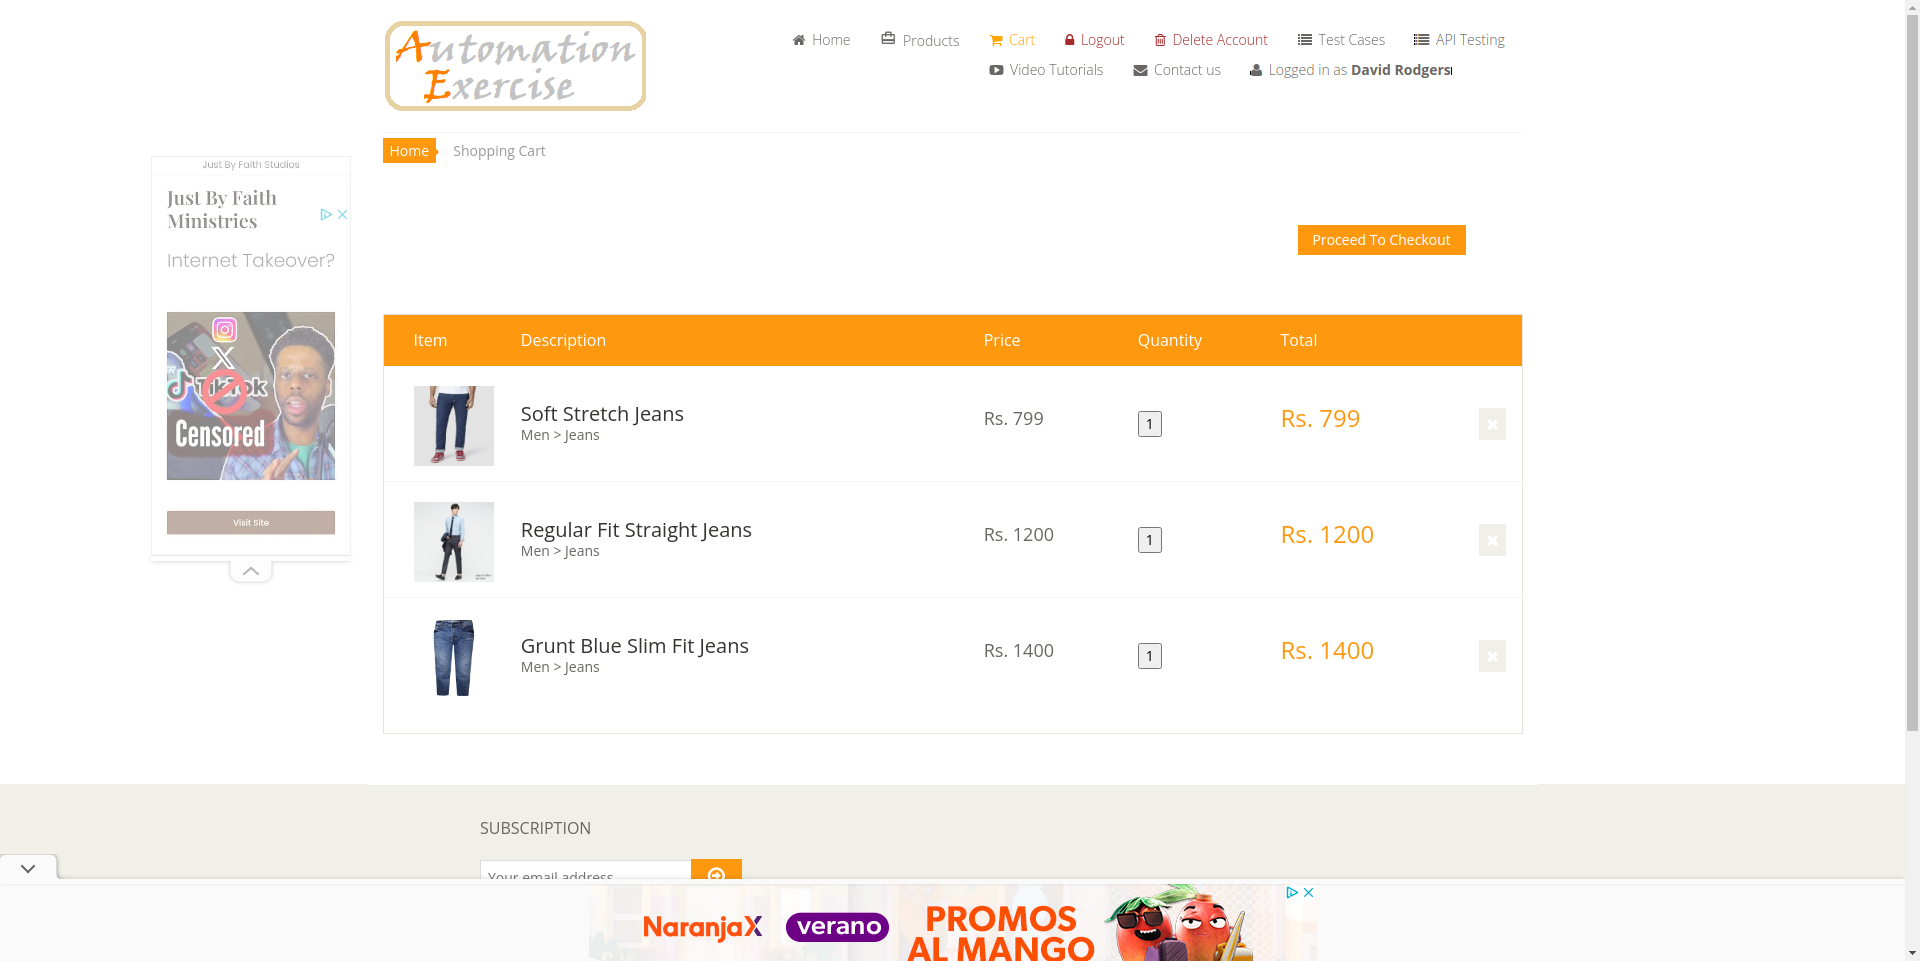 Automation
Exercise
Home
Products
Cart
Logout
Delete Account
Test Cases
API Testing
Video Tutorials
Contact us
Logged in as David Rodgers
Home
Shopping Cart
Just By Faith Studios
Just By Faith
Ministries
Internet Takeover?
X
TikTok
Censored
Visit Site
Proceed To Checkout
Item Description Price Quantity Total
Soft Stretch Jeans
Men > Jeans
Rs. 799
1
Rs. 799
Regular Fit Straight Jeans
Men > Jeans
Rs. 1200
1
Rs. 1200
Grunt Blue Slim Fit Jeans
Men > Jeans
Rs. 1400
1
Rs. 1400
SUBSCRIPTION
Your email address
NaranjaX
verano
PROMOS
AL MANGO